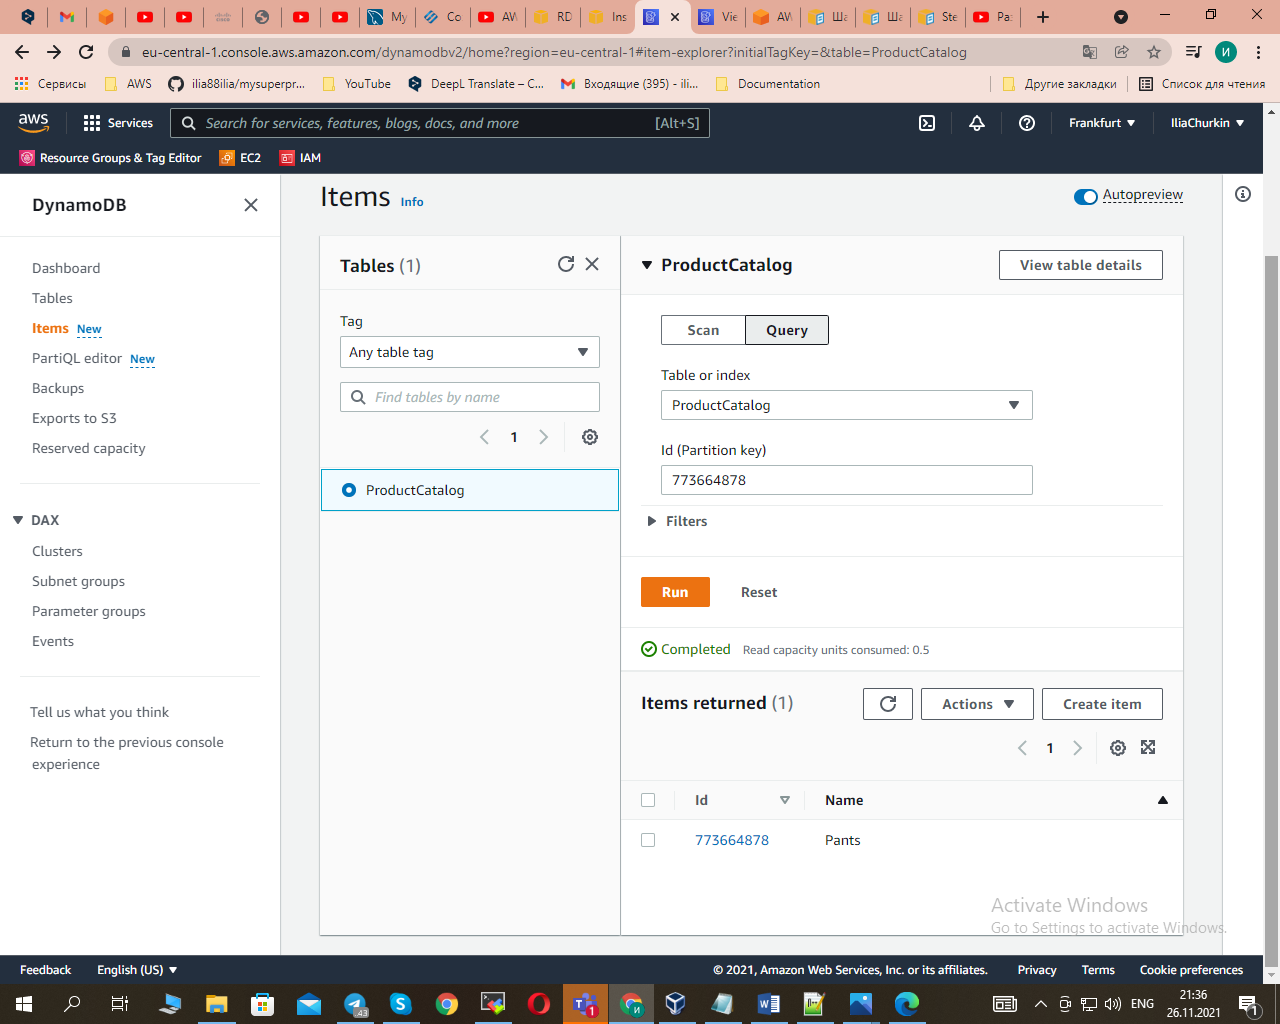 My
Co
AW
RD
Ins
Vie
AW
Ша
Ша
Ste
Ра:
eu-central-1.console.aws.amazon.com/dynamodbv2/home?region=eu-central-1#item-explorer?initialTagKey=&table=ProductCatalog
И
Сервисы
AWS
ilia88ilia/mysuperpr...
YouTube
DeepL Translate – C...
Входящие (395) - ili...
Documentation
Другие закладки
Список для чтения
aws
Services
Search for services, features, blogs, docs, and more
[Alt+S]
Frankfurt
IliaChurkin
Resource Groups & Tag Editor
EC2
IAM
DynamoDB
Dashboard
Tables
Items New
PartiQL editor New
Backups
Exports to S3
Reserved capacity
DAX
Clusters
Subnet groups
Parameter groups
Events
Tell us what you think
Return to the previous console
experience
Items Info
Autopreview
Tables (1)
Tag
Any table tag
Find tables by name
1
ProductCatalog
ProductCatalog
View table details
Scan
Query
Table or index
ProductCatalog
Id (Partition key)
773664878
Filters
Run
Reset
Completed
Read capacity units consumed: 0.5
Items returned (1)
Actions
Create item
1
Id
Name
773664878
Pants
Activate Windows
Go to Settings to activate Windows.
Feedback
English (US)
© 2021, Amazon Web Services, Inc. or its affiliates.
Privacy
Terms
Cookie preferences
.43
1
ENG
21:36
26.11.2021
1